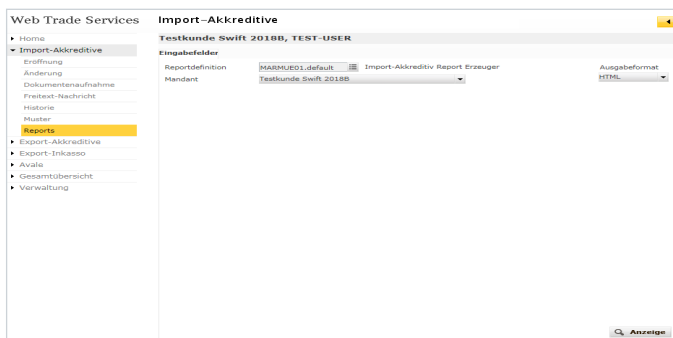 Web Trade Services
Import-Akkreditive
Home
Import-Akkreditive
Eröffnung
Änderung
Dokumentenaufnahme
Freitext-Nachricht
Historie
Muster
Reports
Export-Akkreditive
Export-Inkasso
Avale
Gesamtübersicht
Verwaltung
Testkunde Swift 2018B, TEST-USER
Eingabefelder
Reportdefinition MARMUE01.default Import-Akkreditiv Report Erzeuger Ausgabeformat
Mandant Testkunde Swift 2018B HTML
Anzeige